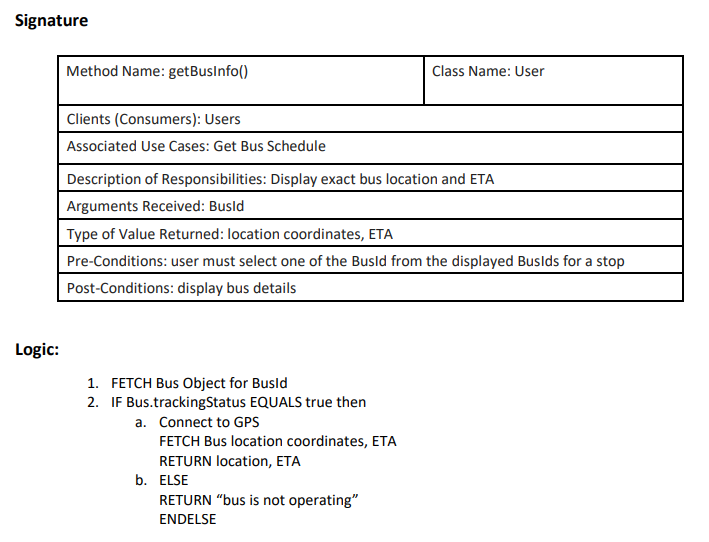 Signature
Method Name: getBusInfo()
Class Name: User
Clients (Consumers): Users
Associated Use Cases: Get Bus Schedule
Description of Responsibilities: Display exact bus location and ETA
Arguments Received: BusId
Type of Value Returned: location coordinates, ETA
Pre-Conditions: user must select one of the BusId from the displayed BusIds for a stop
Post-Conditions: display bus details
Logic:
1. FETCH Bus Object for BusId
2. IF Bus.trackingStatus EQUALS true then
a. Connect to GPS
FETCH Bus location coordinates, ETA
RETURN location, ETA
b. ELSE
RETURN “bus is not operating”
ENDELSE